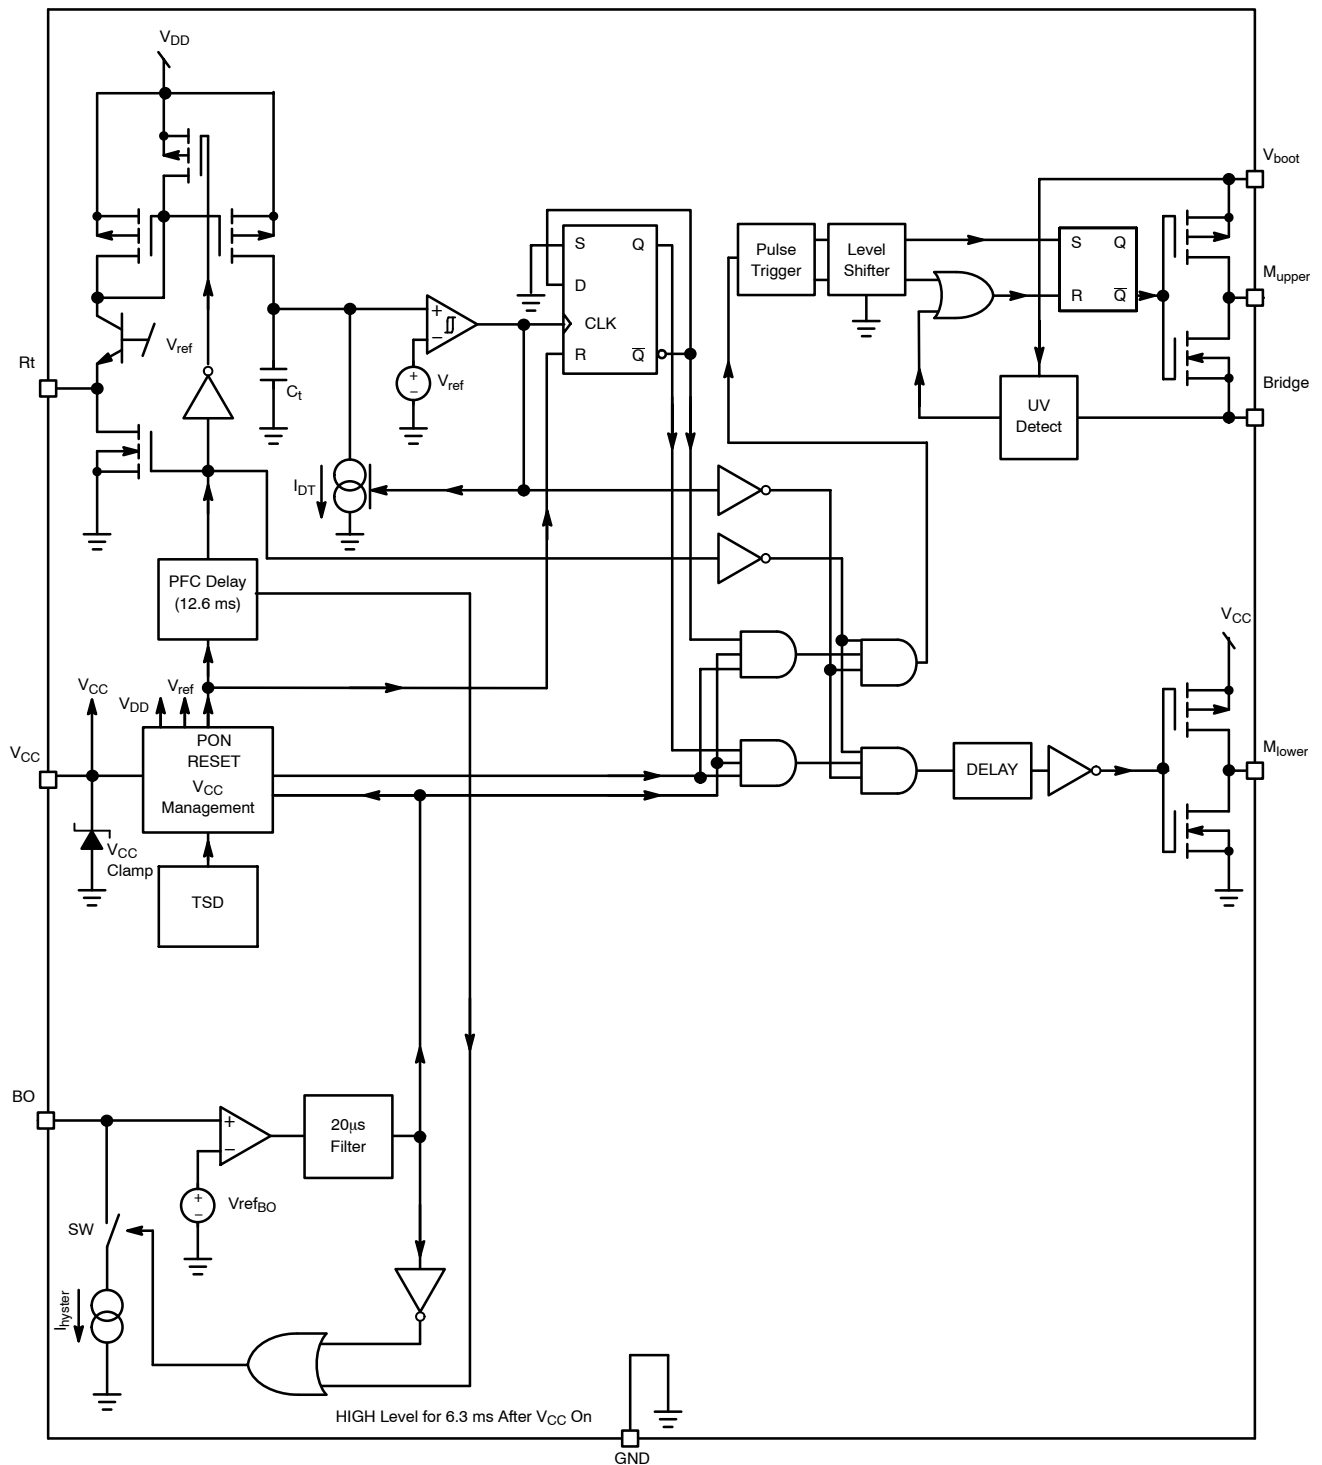 VDD
Vboot
S Q
D
CLK
R Q
Pulse
Trigger
Level
Shifter
S Q
R Q
Mupper
Vref
Rt
Ct
+
−
+
−
Vref
Bridge
UV
Detect
IDT
PFC Delay
(12.6 ms)
VCC
VCC
Vref
VDD
PON
RESET
VCC
Management
VCC
Mlower
DELAY
VCC
Clamp
TSD
BO
+
−
20μs
Filter
+
−
VrefBO
SW
Ihyster
HIGH Level for 6.3 ms After VCC On
GND